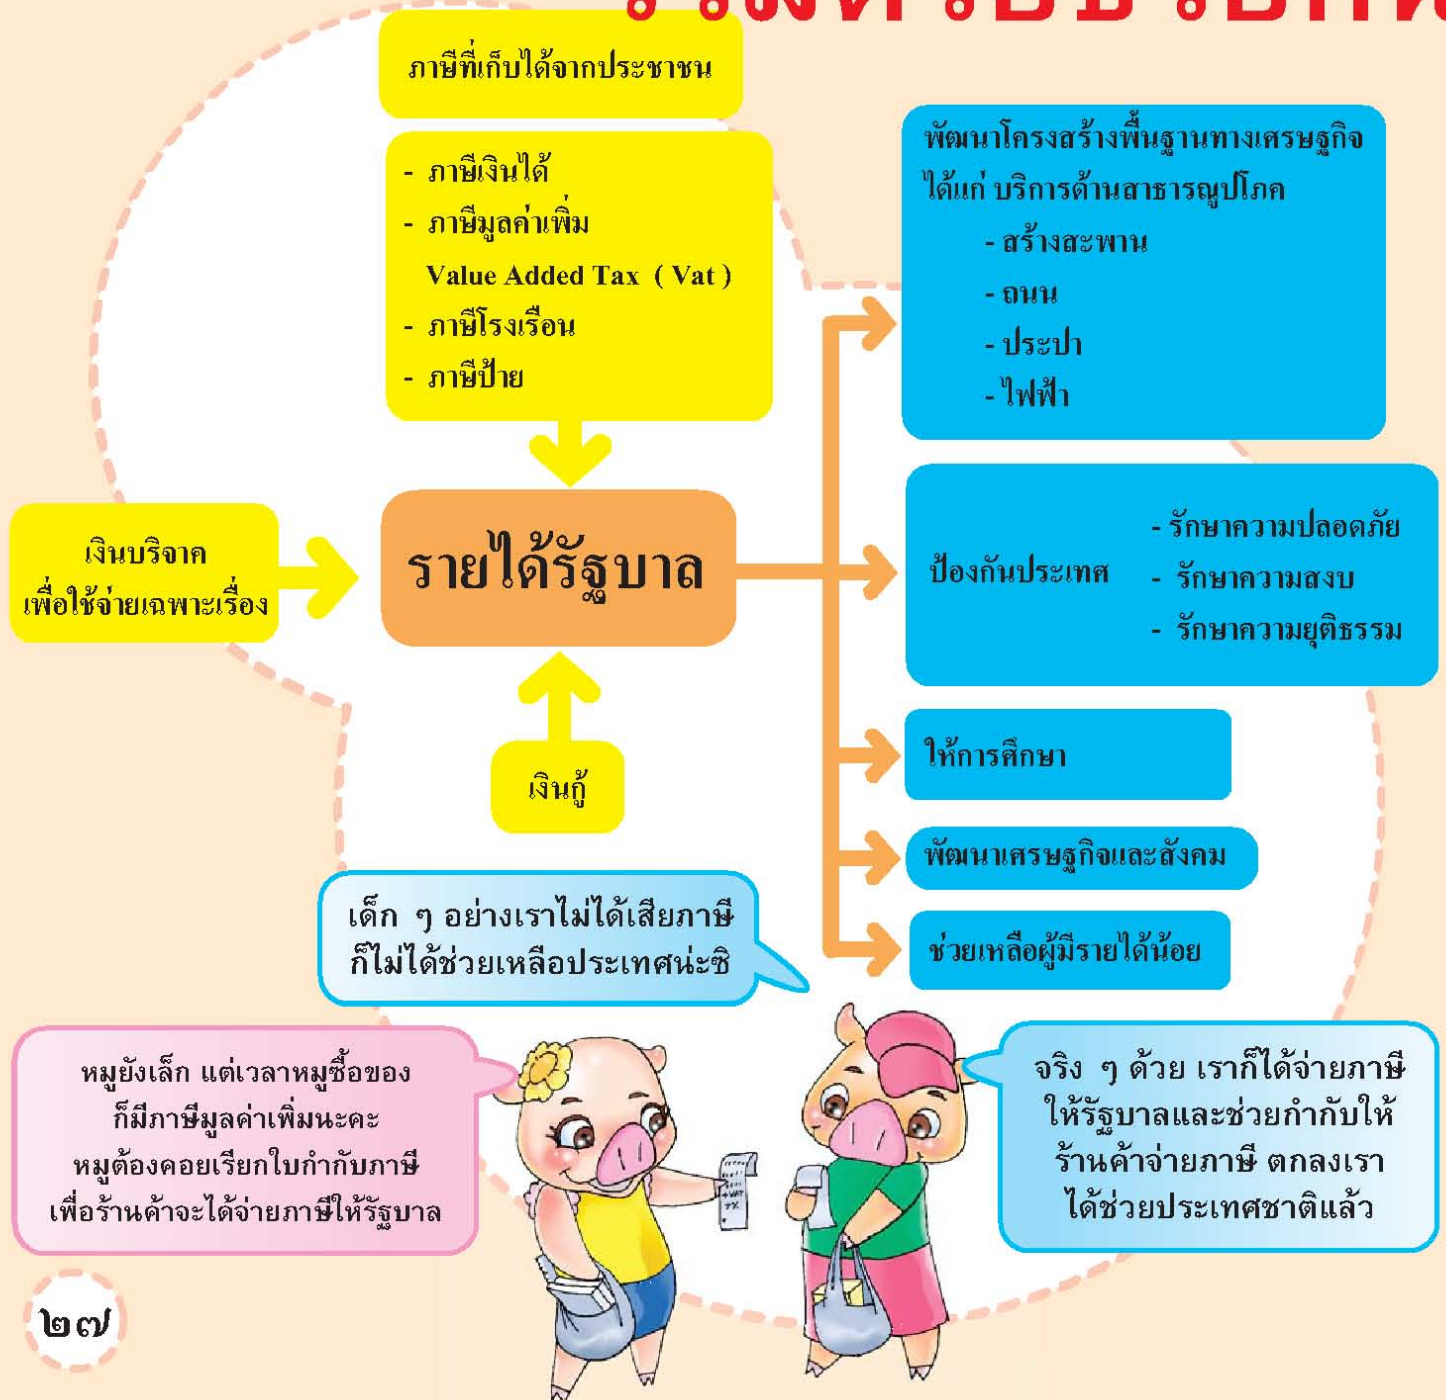 ภาษีที่เก็บได้จากประชาชน
- ภาษีเงินได้
- ภาษีมูลค่าเพิ่ม
Value Added Tax ( Vat )
- ภาษีโรงเรือน
- ภาษีป้าย
พัฒนาโครงสร้างพื้นฐานทางเศรษฐกิจ
ได้แก่ บริการด้านสาธารณูปโภค
- สร้างสะพาน
- ถนน
- ประปา
- ไฟฟ้า
เงินบริจาค
เพื่อใช้จ่ายเฉพาะเรื่อง
รายได้รัฐบาล
ป้องกันประเทศ
- รักษาความปลอดภัย
- รักษาความสงบ
- รักษาความยุติธรรม
เงินกู้
ให้การศึกษา
พัฒนาเศรษฐกิจและสังคม
ช่วยเหลือผู้มีรายได้น้อย
เด็ก ๆ อย่างเราไม่ได้เสียภาษี
ก็ไม่ได้ช่วยเหลือประเทศน่ะซิ
หมูยังเล็ก แต่เวลาหมูซื้อของ
ก็มีภาษีมูลค่าเพิ่มนะคะ
หมูต้องคอยเรียกใบกำกับภาษี
เพื่อร้านค้าจะได้จ่ายภาษีให้รัฐบาล
จริง ๆ ด้วย เราก็ได้จ่ายภาษี
ให้รัฐบาลและช่วยกำกับให้
ร้านค้าจ่ายภาษี ตกลงเรา
ได้ช่วยประเทศชาติแล้ว
+VAT
7%
๒๗